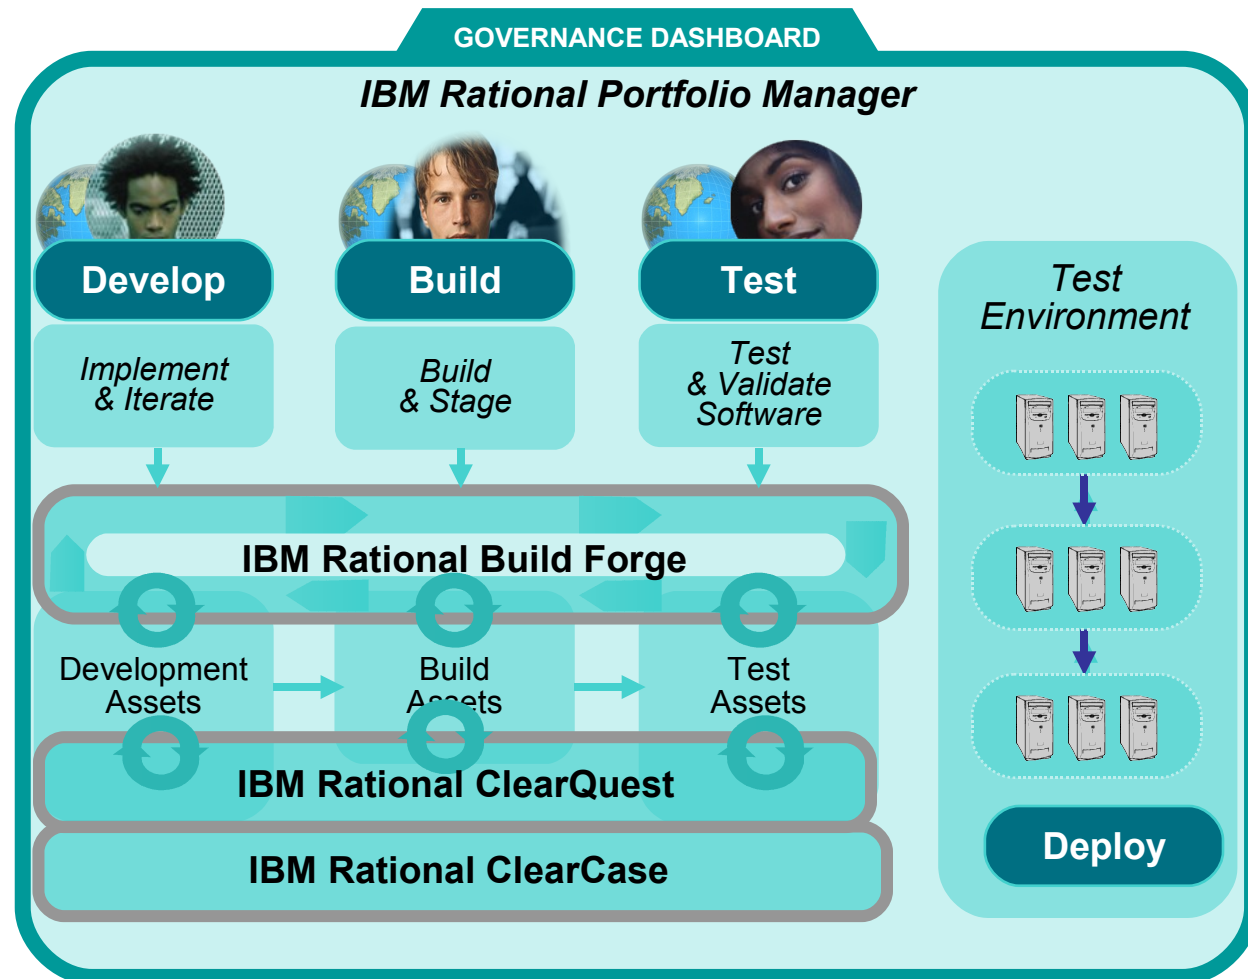 GOVERNANCE DASHBOARD
IBM Rational Portfolio Manager
Develop
Build
Test
Implement
& Iterate
Build
& Stage
Test
& Validate
Software
Test
Environment
IBM Rational Build Forge
Development
Assets
Build
Assets
Test
Assets
IBM Rational ClearQuest
IBM Rational ClearCase
Deploy